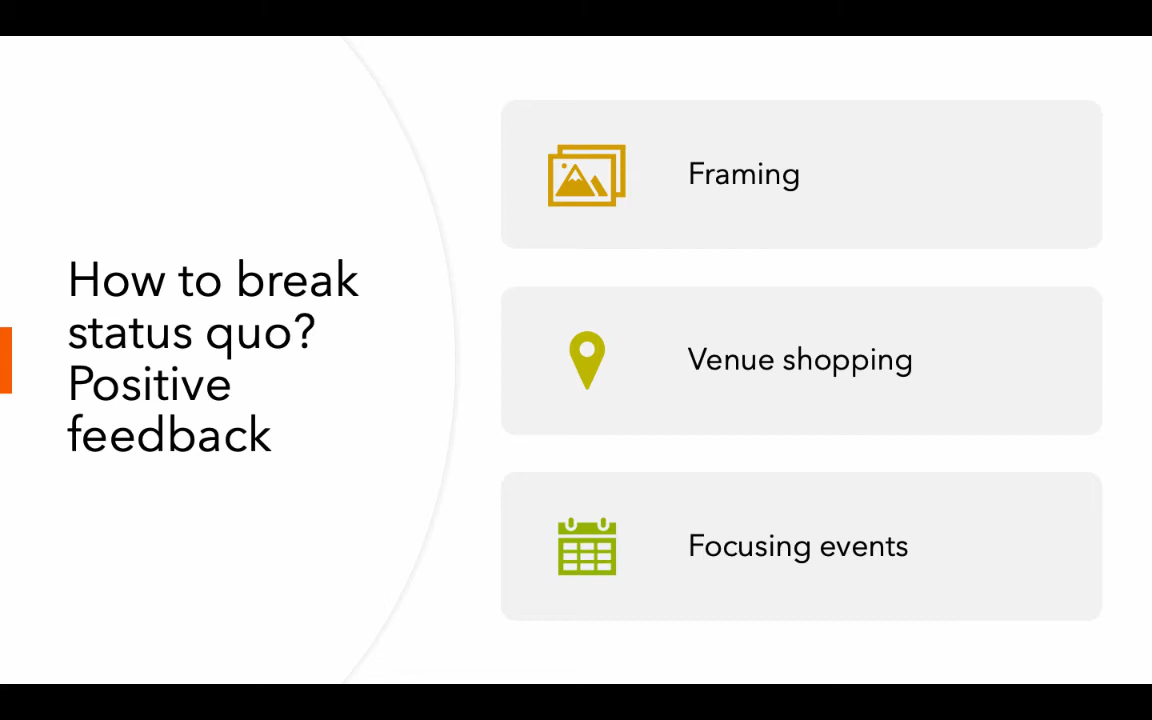 How to break
status quo?
Positive
feedback
Framing
Venue shopping
Focusing events